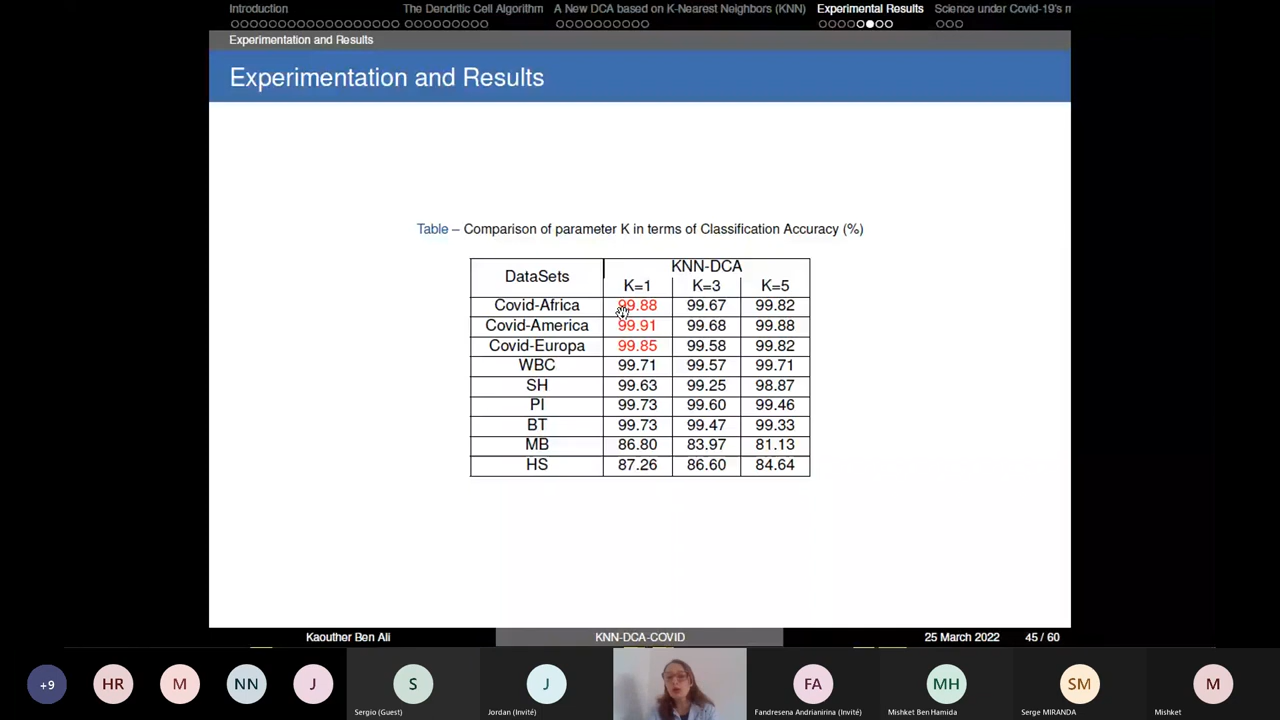 Introduction The Dendritic Cell Algorithm A New DCA based on K-Nearest Neighbors (KNN) Experimental Results Science under Covid-19's
Experimentation and Results
Experimentation and Results
Table – Comparison of parameter K in terms of Classification Accuracy (%)
DataSets KNN-DCA
K=1 K=3 K=5
Covid-Africa 99.88 99.67 99.82
Covid-America 99.91 99.68 99.88
Covid-Europa 99.85 99.58 99.82
WBC 99.71 99.57 99.71
SH 99.63 99.25 98.87
PI 99.73 99.60 99.46
BT 99.73 99.47 99.33
MB 86.80 83.97 81.13
HS 87.26 86.60 84.64
Kaouther Ben Ali KNN-DCA-COVID 25 March 2022 45 / 60
+9 HR M NN J S J FA MH SM M
Sergio (Guest) Jordan (Invité) Fandresena Andrianirina (Invité) Mishket Ben Hamida Serge MIRANDA Mishket